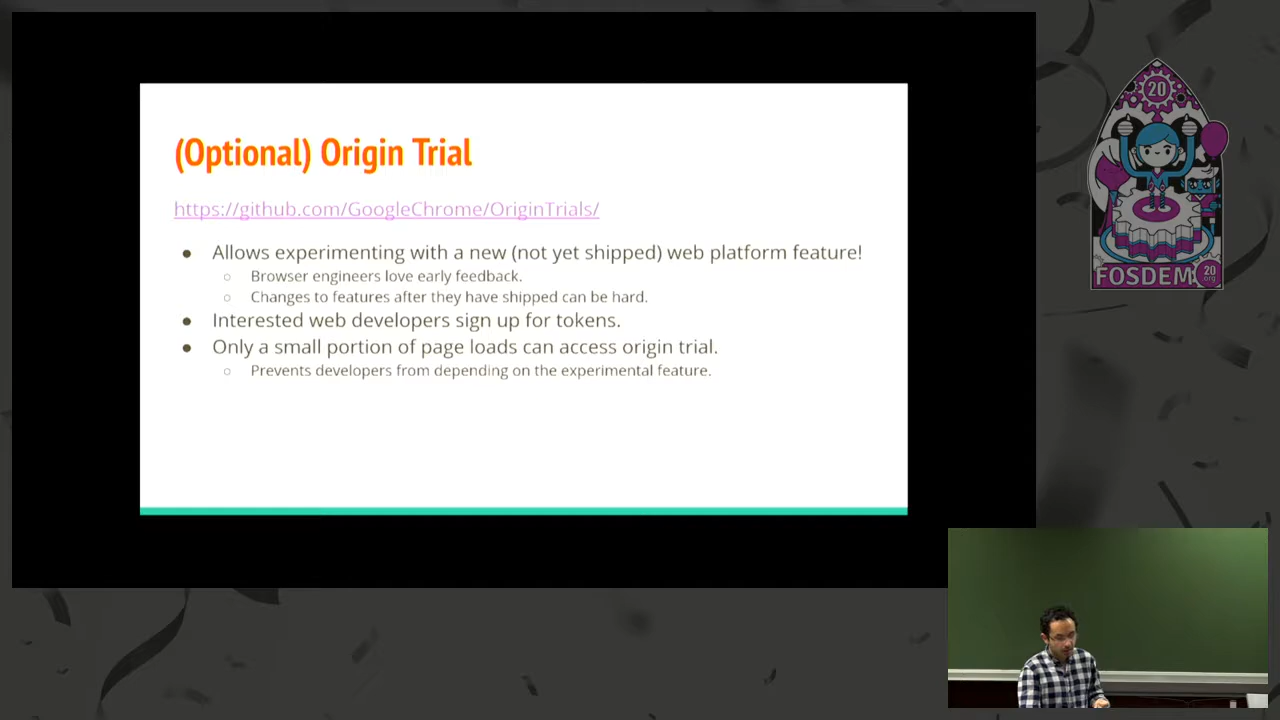 (Optional) Origin Trial
https://github.com/GoogleChrome/OriginTrials/
● Allows experimenting with a new (not yet shipped) web platform feature!
○ Browser engineers love early feedback.
○ Changes to features after they have shipped can be hard.
● Interested web developers sign up for tokens.
● Only a small portion of page loads can access origin trial.
○ Prevents developers from depending on the experimental feature.
20
FOSDEM 20
.org